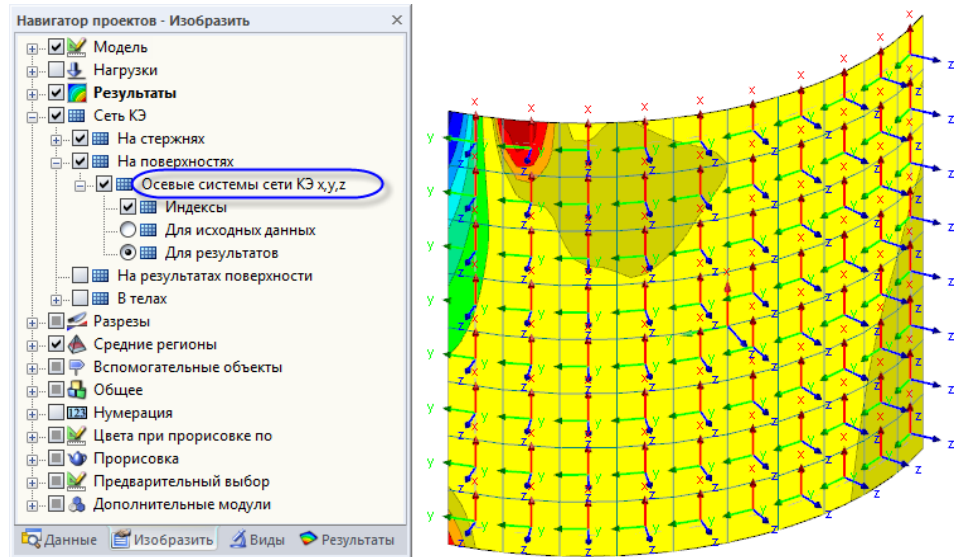 Навигатор проектов - Изобразить
Модель
Нагрузки
Результаты
Сеть КЭ
На стержнях
На поверхностях
Осевые системы сети КЭ x,y,z
Индексы
Для исходных данных
Для результатов
На результатах поверхности
В телах
Разрезы
Средние регионы
Вспомогательные объекты
Общее
Нумерация
Цвета при прорисовке по
Прорисовка
Предварительный выбор
Дополнительные модули
Данные Изобразить Виды Результаты